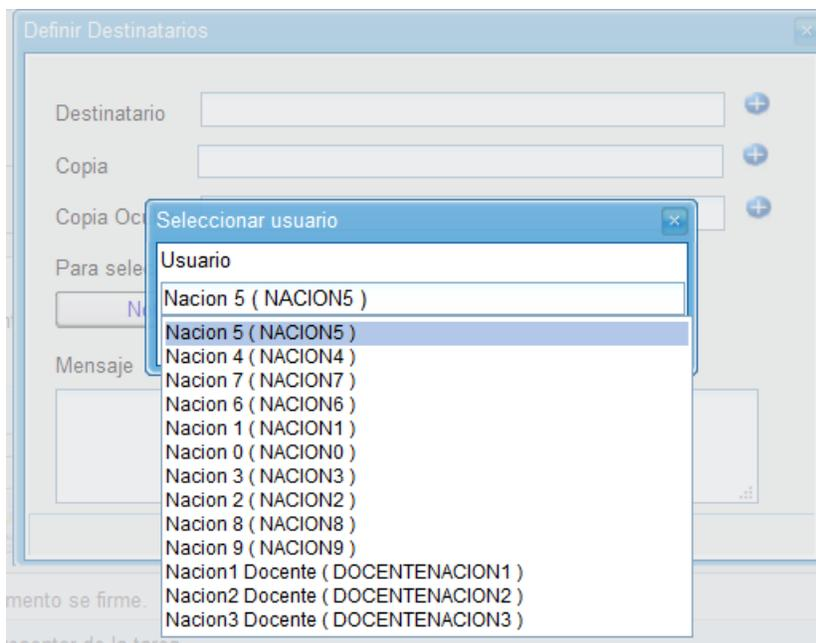 Definir Destinatarios
Destinatario
Copia
Copia Ocu
Seleccionar usuario
Para sele
Usuario
Nacion 5 ( NACION5 )
Mensaje
Nacion 5 ( NACION5 )
Nacion 4 ( NACION4 )
Nacion 7 ( NACION7 )
Nacion 6 ( NACION6 )
Nacion 1 ( NACION1 )
Nacion 0 ( NACION0 )
Nacion 3 ( NACION3 )
Nacion 2 ( NACION2 )
Nacion 8 ( NACION8 )
Nacion 9 ( NACION9 )
Nacion1 Docente ( DOCENTENACION1 )
Nacion2 Docente ( DOCENTENACION2 )
Nacion3 Docente ( DOCENTENACION3 )
mento se firme.